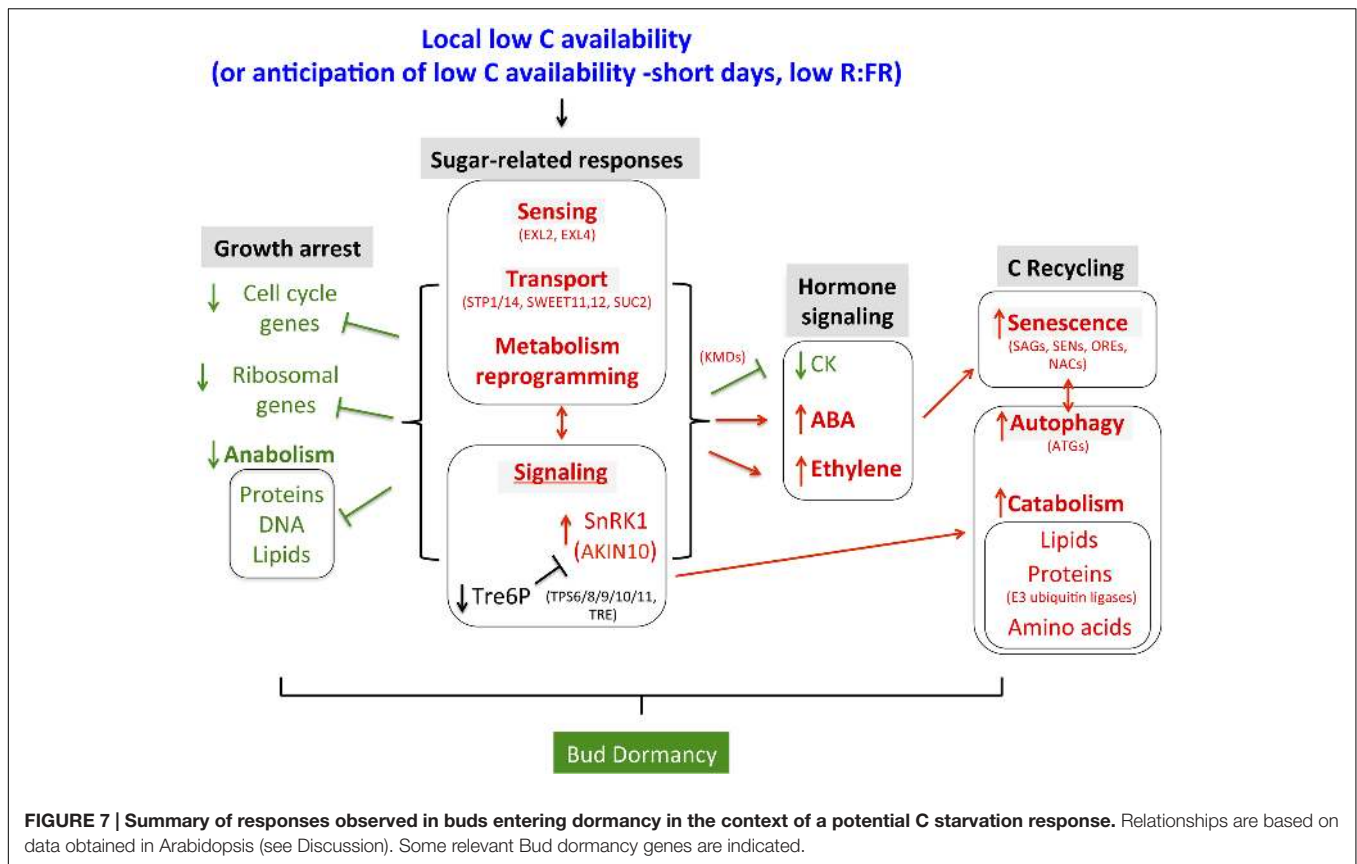 Local low C availability
(or anticipation of low C availability -short days, low R:FR)
Sugar-related responses
Sensing
(EXL2, EXL4)
Transport
(STP1/14, SWEET11,12, SUC2)
Metabolism
reprogramming
Signaling
↑ SnRK1
(AKIN10)
↓Tre6P
(TPS6/8/9/10/11,
TRE)
Growth arrest
↓ Cell cycle
genes
↓ Ribosomal
genes
↓Anabolism
Proteins
DNA
Lipids
(KMDs)
Hormone
signaling
↓CK
↑ABA
↑Ethylene
C Recycling
↑Senescence
(SAGs, SENs, OREs,
NACs)
↑Autophagy
(ATGs)
↑Catabolism
Lipids
Proteins
(E3 ubiquitin ligases)
Amino acids
Bud Dormancy
FIGURE 7 | Summary of responses observed in buds entering dormancy in the context of a potential C starvation response. Relationships are based on
data obtained in Arabidopsis (see Discussion). Some relevant Bud dormancy genes are indicated.